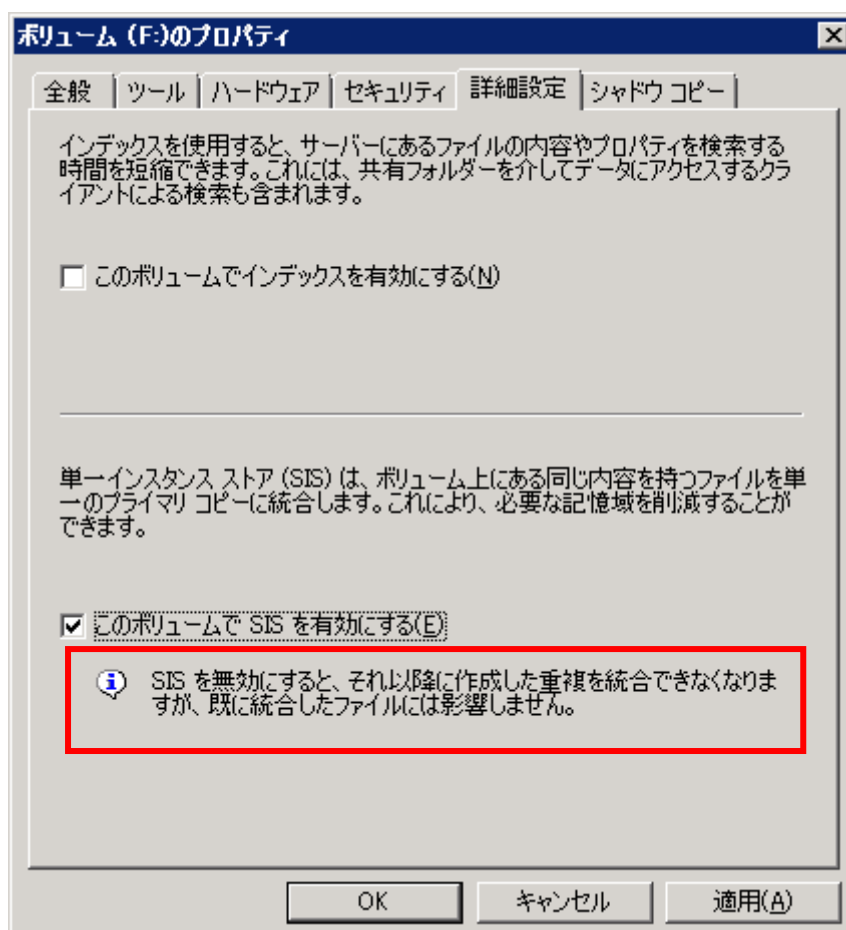 ボリューム (F:)のプロパティ
全般 ツール ハードウェア セキュリティ 詳細設定 シャドウ コピー
インデックスを使用すると、サーバーにあるファイルの内容やプロパティを検索する
時間を短縮できます。これには、共有フォルダーを介してデータにアクセスするクラ
イアントによる検索も含まれます。
このボリュームでインデックスを有効にする(N)
単一インスタンス ストア (SIS) は、ボリューム上にある同じ内容を持つファイルを単
一のプライマリ コピーに統合します。これにより、必要な記憶域を削減することが
できます。
このボリュームで SIS を有効にする(E)
SIS を無効にすると、それ以降に作成した重複を統合できなくなりま
すが、既に統合したファイルには影響しません。
OK キャンセル 適用(A)